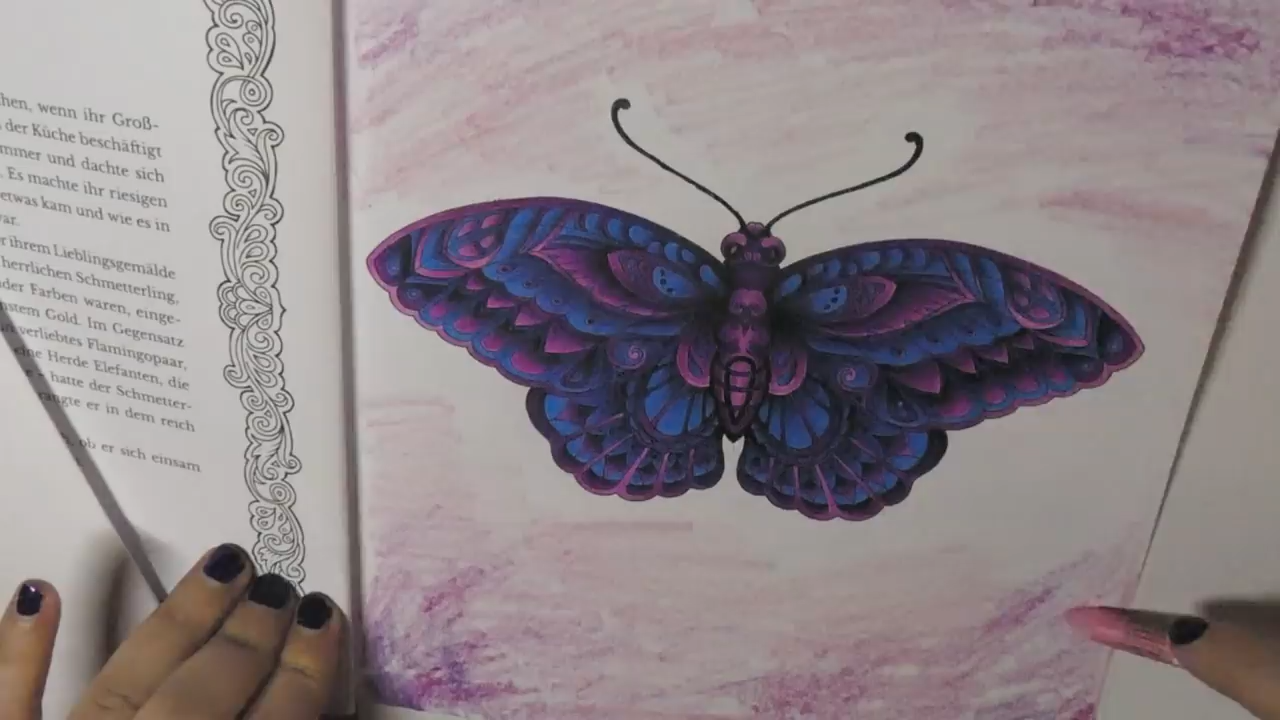 hen, wenn ihr Groß-
der Küche beschäftigt
mmer und dachte sich
. Es machte ihr riesigen
etwas kam und wie es in
ar.
r ihrem Lieblingsgemälde
herrlichen Schmetterling,
der Farben waren, einge-
stem Gold. Im Gegensatz
verliebtes Flamingopaar,
ine Herde Elefanten, die
hatte der Schmetter-
angte er in dem reich
ob er sich einsam